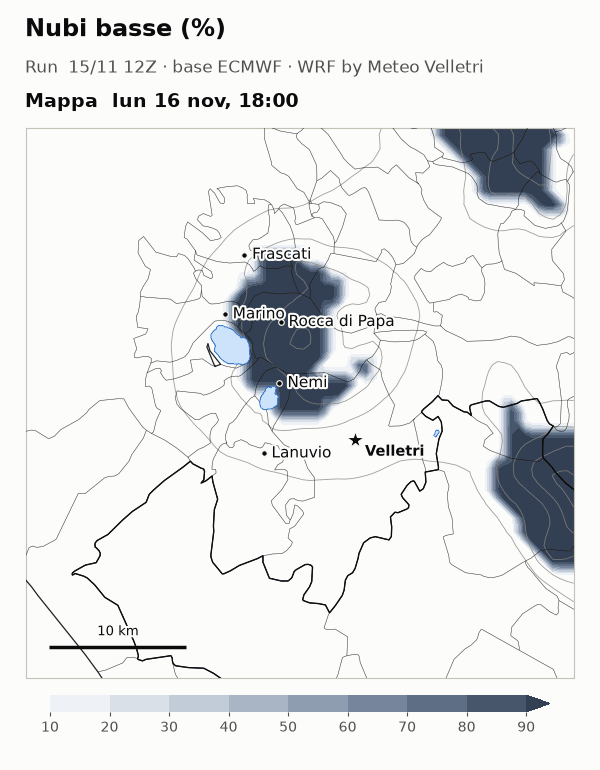 Nubi basse (%)
Run  15/11 12Z · base ECMWF · WRF by Meteo Velletri
Mappa  lun 16 nov, 18:00
Frascati
Marino
Rocca di Papa
Nemi
Velletri
Lanuvio
10 km
10 20 30 40 50 60 70 80 90